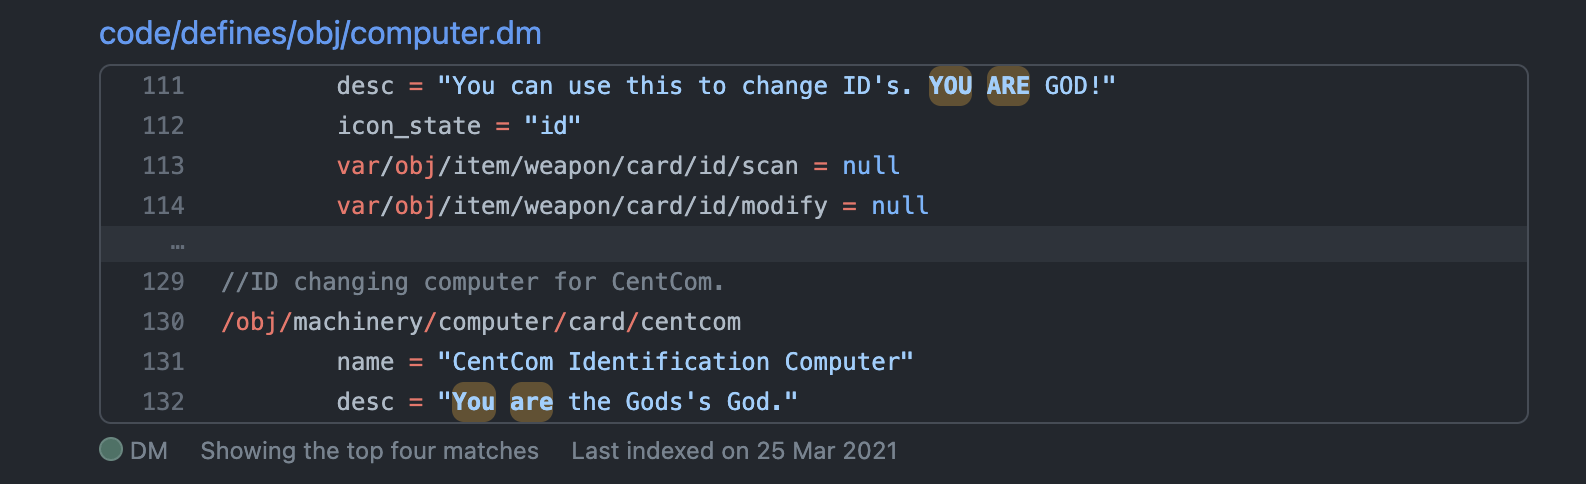 code/defines/obj/computer.dm
111 desc = "You can use this to change ID's. YOU ARE GOD!"
112 icon_state = "id"
113 var/obj/item/weapon/card/id/scan = null
114 var/obj/item/weapon/card/id/modify = null
…
129 //ID changing computer for CentCom.
130 /obj/machinery/computer/card/centcom
131 name = "CentCom Identification Computer"
132 desc = "You are the Gods's God."
DM Showing the top four matches Last indexed on 25 Mar 2021